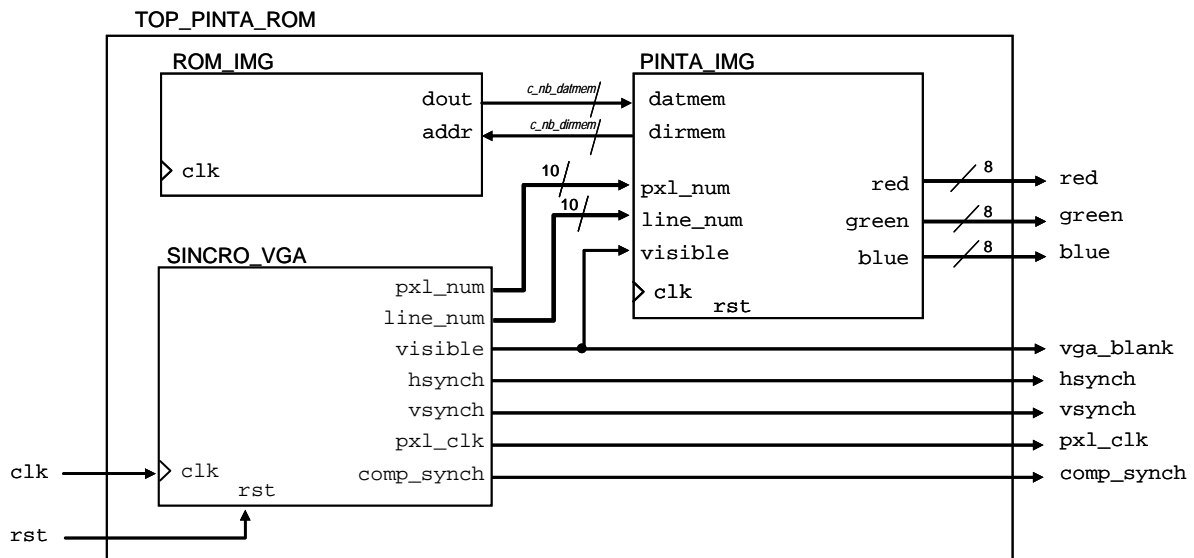 TOP_PINTA_ROM
ROM_IMG
dout
addr
clk
c_nb_datmem
c_nb_dirmem
PINTA_IMG
datmem
dirmem
pxl_num
line_num
visible
clk
rst
red
green
blue
10
10
8
8
8
red
green
blue
SINCRO_VGA
pxl_num
line_num
visible
hsynch
vsynch
pxl_clk
comp_synch
clk
rst
vga_blank
hsynch
vsynch
pxl_clk
comp_synch
clk
rst